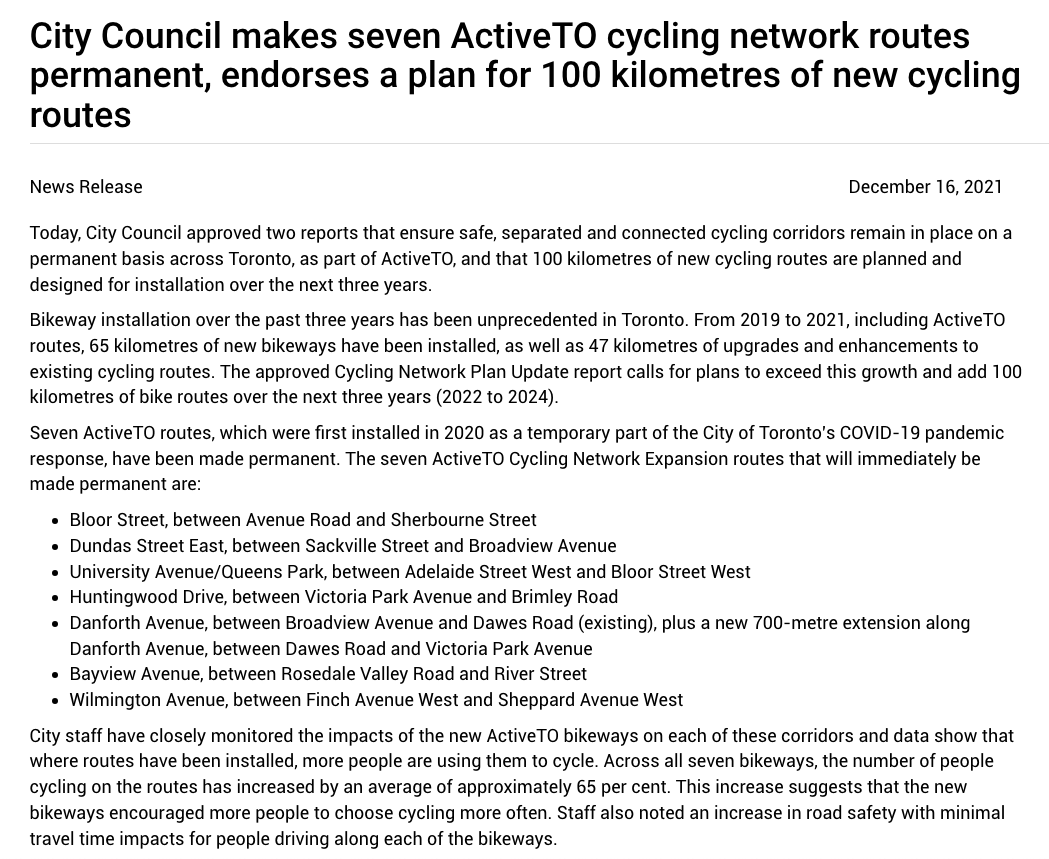 City Council makes seven ActiveTO cycling network routes
permanent, endorses a plan for 100 kilometres of new cycling
routes
News Release
December 16, 2021
Today, City Council approved two reports that ensure safe, separated and connected cycling corridors remain in place on a
permanent basis across Toronto, as part of ActiveTO, and that 100 kilometres of new cycling routes are planned and
designed for installation over the next three years.
Bikeway installation over the past three years has been unprecedented in Toronto. From 2019 to 2021, including ActiveTO
routes, 65 kilometres of new bikeways have been installed, as well as 47 kilometres of upgrades and enhancements to
existing cycling routes. The approved Cycling Network Plan Update report calls for plans to exceed this growth and add 100
kilometres of bike routes over the next three years (2022 to 2024).
Seven ActiveTO routes, which were first installed in 2020 as a temporary part of the City of Toronto's COVID-19 pandemic
response, have been made permanent. The seven ActiveTO Cycling Network Expansion routes that will immediately be
made permanent are:
• Bloor Street, between Avenue Road and Sherbourne Street
• Dundas Street East, between Sackville Street and Broadview Avenue
• University Avenue/Queens Park, between Adelaide Street West and Bloor Street West
• Huntingwood Drive, between Victoria Park Avenue and Brimley Road
• Danforth Avenue, between Broadview Avenue and Dawes Road (existing), plus a new 700-metre extension along
Danforth Avenue, between Dawes Road and Victoria Park Avenue
• Bayview Avenue, between Rosedale Valley Road and River Street
• Wilmington Avenue, between Finch Avenue West and Sheppard Avenue West
City staff have closely monitored the impacts of the new ActiveTO bikeways on each of these corridors and data show that
where routes have been installed, more people are using them to cycle. Across all seven bikeways, the number of people
cycling on the routes has increased by an average of approximately 65 per cent. This increase suggests that the new
bikeways encouraged more people to choose cycling more often. Staff also noted an increase in road safety with minimal
travel time impacts for people driving along each of the bikeways.